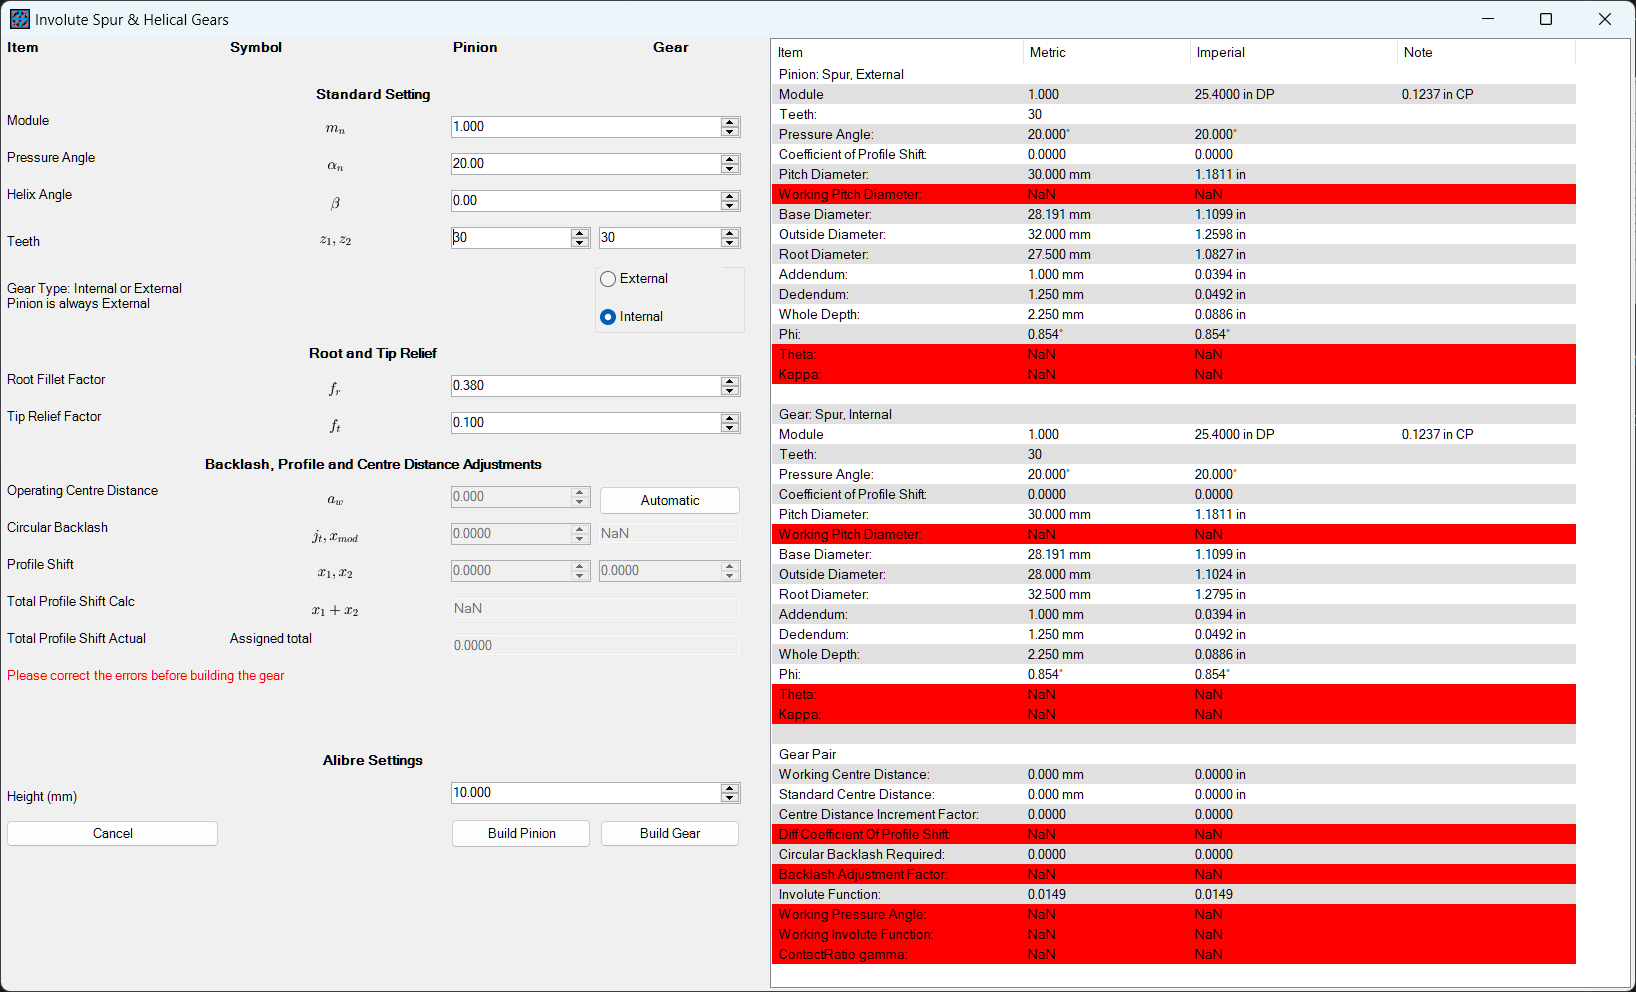 Involute Spur & Helical Gears
Item Symbol Pinion Gear
Standard Setting
Module mn 1.000
Pressure Angle αn 20.00
Helix Angle β 0.00
Teeth z1, z2 30 30
Gear Type: Internal or External
Pinion is always External
External
Internal
Root and Tip Relief
Root Fillet Factor fr 0.380
Tip Relief Factor ft 0.100
Backlash, Profile and Centre Distance Adjustments
Operating Centre Distance aw 0.000 Automatic
Circular Backlash jt, xmod 0.0000 NaN
Profile Shift x1, x2 0.0000 0.0000
Total Profile Shift Calc x1 + x2 NaN
Total Profile Shift Actual Assigned total 0.0000
Please correct the errors before building the gear
Alibre Settings
Height (mm) 10.000
Cancel Build Pinion Build Gear
Item Metric Imperial Note
Pinion: Spur, External
Module 1.000 25.4000 in DP 0.1237 in CP
Teeth: 30
Pressure Angle: 20.000° 20.000°
Coefficient of Profile Shift: 0.0000 0.0000
Pitch Diameter: 30.000 mm 1.1811 in
Working Pitch Diameter: NaN NaN
Base Diameter: 28.191 mm 1.1099 in
Outside Diameter: 32.000 mm 1.2598 in
Root Diameter: 27.500 mm 1.0827 in
Addendum: 1.000 mm 0.0394 in
Dedendum: 1.250 mm 0.0492 in
Whole Depth: 2.250 mm 0.0886 in
Phi: 0.854° 0.854°
Theta: NaN NaN
Kappa: NaN NaN
Gear: Spur, Internal
Module 1.000 25.4000 in DP 0.1237 in CP
Teeth: 30
Pressure Angle: 20.000° 20.000°
Coefficient of Profile Shift: 0.0000 0.0000
Pitch Diameter: 30.000 mm 1.1811 in
Working Pitch Diameter: NaN NaN
Base Diameter: 28.191 mm 1.1099 in
Outside Diameter: 28.000 mm 1.1024 in
Root Diameter: 32.500 mm 1.2795 in
Addendum: 1.000 mm 0.0394 in
Dedendum: 1.250 mm 0.0492 in
Whole Depth: 2.250 mm 0.0886 in
Phi: 0.854° 0.854°
Theta: NaN NaN
Kappa: NaN NaN
Gear Pair
Working Centre Distance: 0.000 mm 0.0000 in
Standard Centre Distance: 0.000 mm 0.0000 in
Centre Distance Increment Factor: 0.0000 0.0000
Diff Coefficient Of Profile Shift: NaN NaN
Circular Backlash Required: 0.0000 0.0000
Backlash Adjustment Factor: NaN NaN
Involute Function: 0.0149 0.0149
Working Pressure Angle: NaN NaN
Working Involute Function: NaN NaN
ContactRatio gamma: NaN NaN